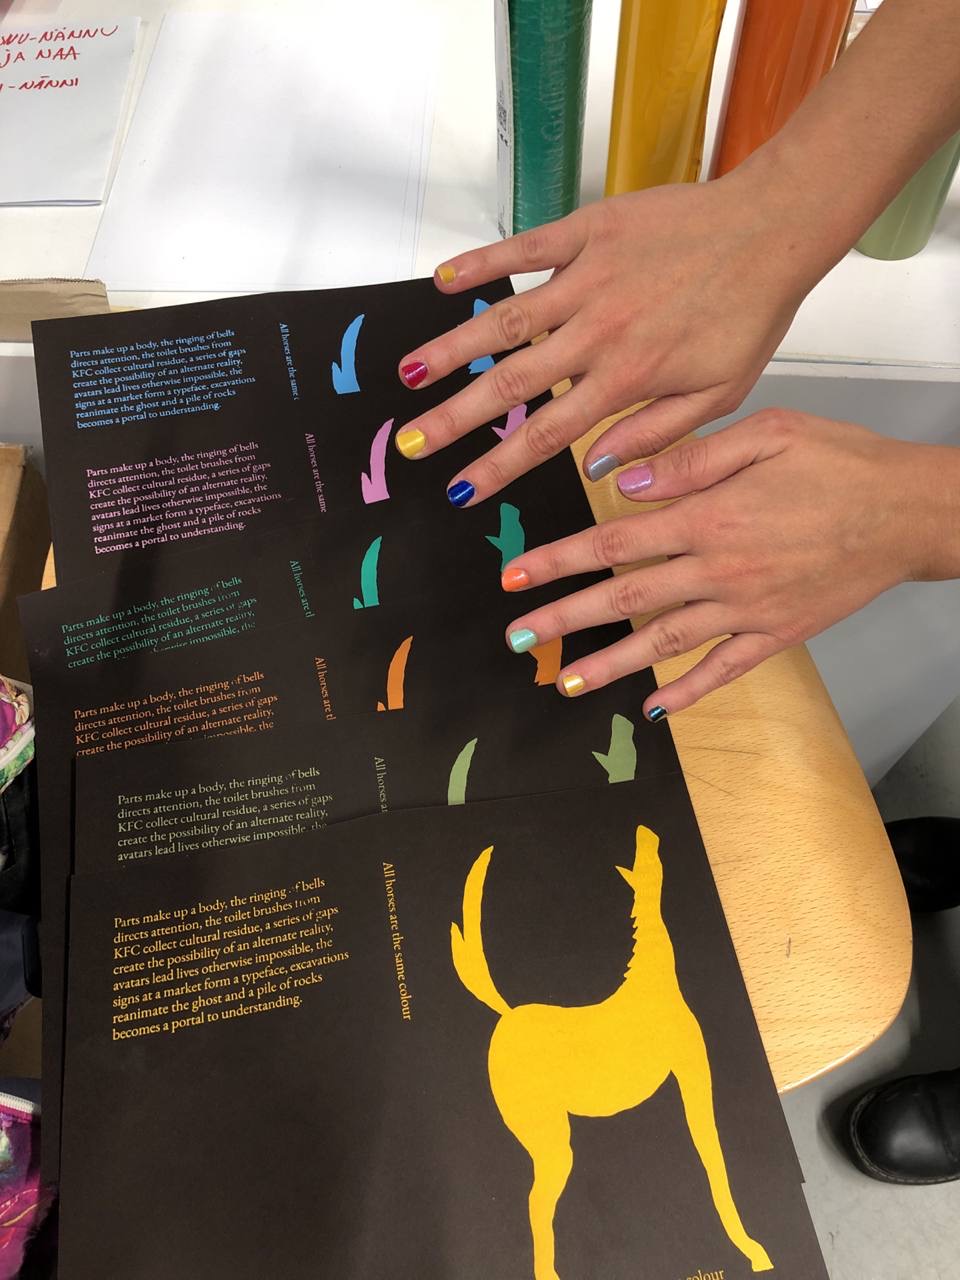 JA NAA
-NÄNNI
Parts make up a body, the ringing of bells
directs attention, the toilet brushes from
KFC collect cultural residue, a series of gaps
create the possibility of an alternate reality,
avatars lead lives otherwise impossible, the
signs at a market form a typeface, excavations
reanimate the ghost and a pile of rocks
becomes a portal to understanding.
All horses are the same
Parts make up a body, the ringing of bells
directs attention, the toilet brushes from
KFC collect cultural residue, a series of gaps
create the possibility of an alternate reality,
avatars lead lives otherwise impossible, the
signs at a market form a typeface, excavations
reanimate the ghost and a pile of rocks
becomes a portal to understanding.
All horses are the same
Parts make up a body, the ringing of bells
directs attention, the toilet brushes from
KFC collect cultural residue, a series of gaps
create the possibility of an alternate reality,
impossible, the
All horses are
Parts make up a body, the ringing of bells
directs attention, the toilet brushes from
KFC collect cultural residue, a series of gaps
create the possibility of an alternate reality,
impossible, the
All horses are
Parts make up a body, the ringing of bells
directs attention, the toilet brushes from
KFC collect cultural residue, a series of gaps
create the possibility of an alternate reality,
avatars lead lives otherwise impossible, the
All horses
Parts make up a body, the ringing of bells
directs attention, the toilet brushes from
KFC collect cultural residue, a series of gaps
create the possibility of an alternate reality,
avatars lead lives otherwise impossible, the
signs at a market form a typeface, excavations
reanimate the ghost and a pile of rocks
becomes a portal to understanding.
All horses are the same colour
colour